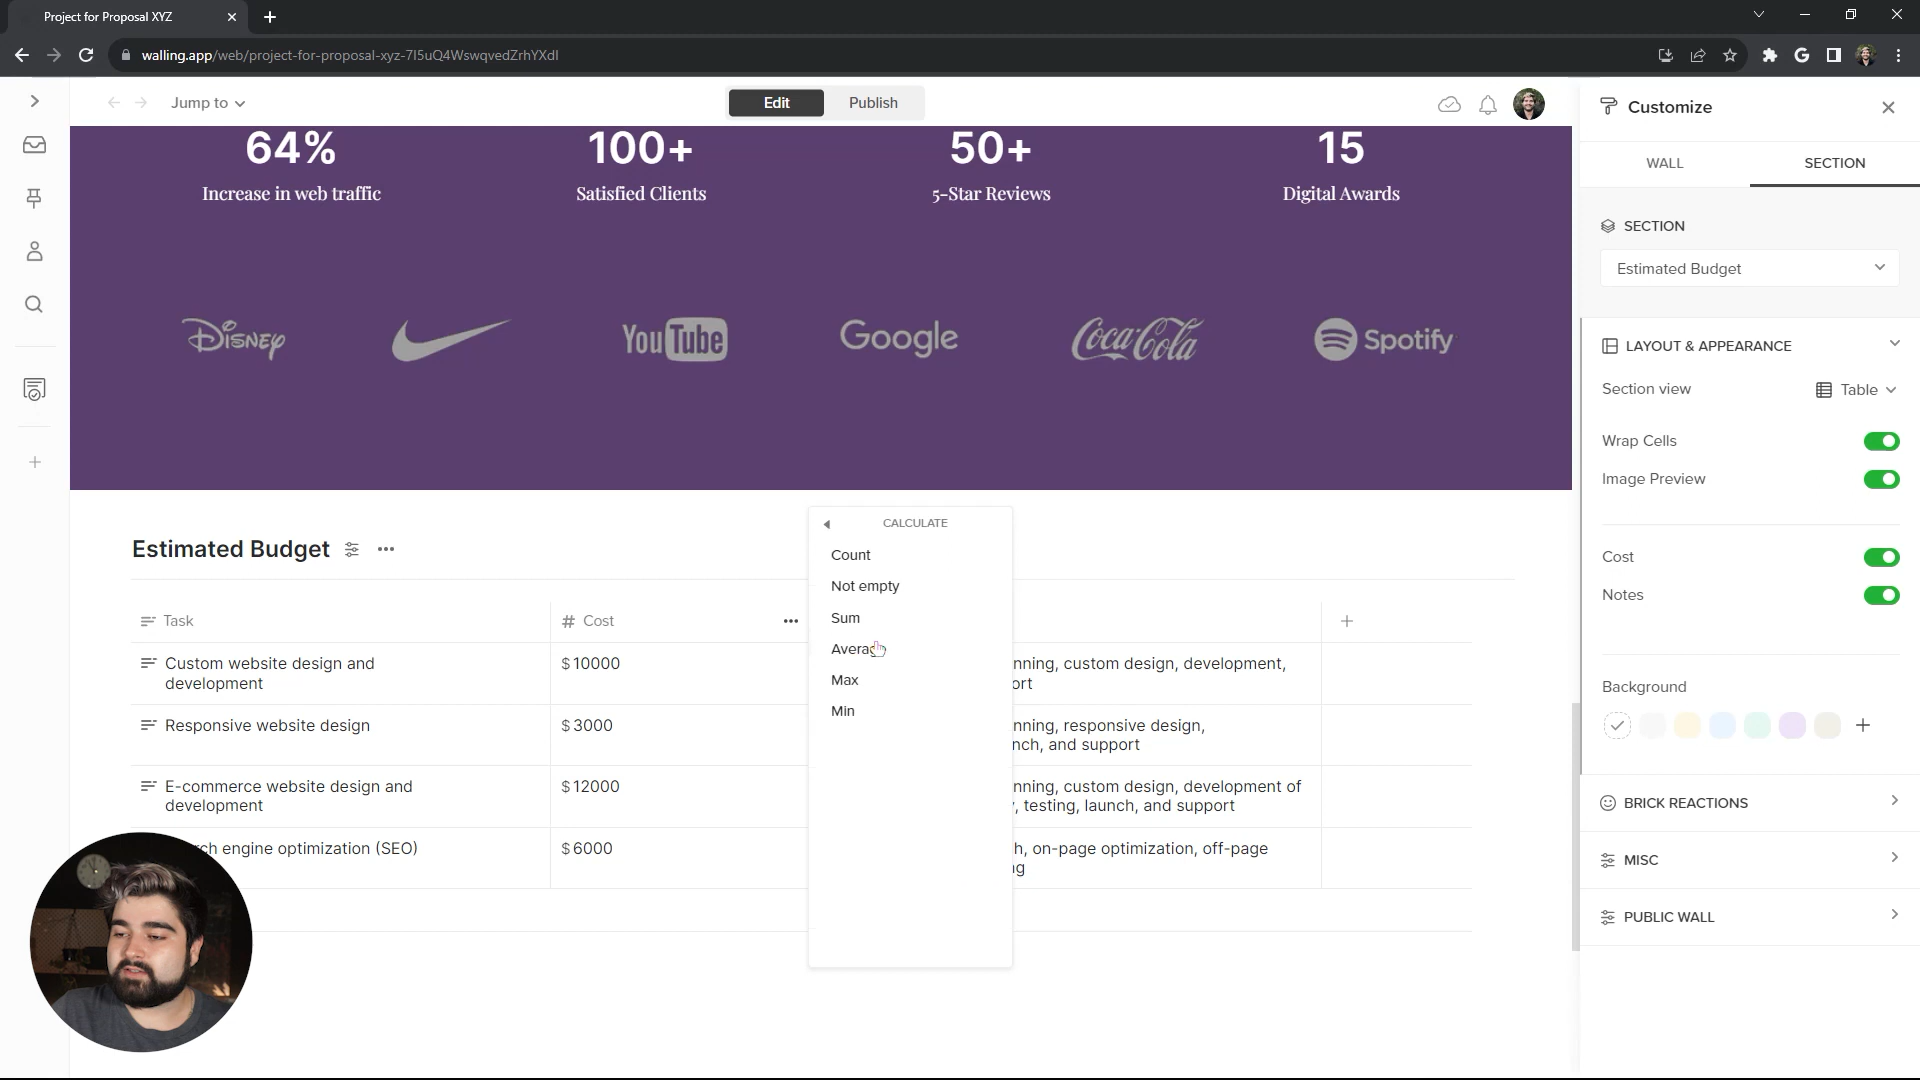 Project for Proposal XYZ
walling.app/web/project-for-proposal-xyz-7I5uQ4WswqvedZrhYXdI
Jump to
Edit
Publish
64%
Increase in web traffic
100+
Satisfied Clients
50+
5-Star Reviews
15
Digital Awards
Disney
YouTube
Google
Coca-Cola
Spotify
Estimated Budget
Task
# Cost
Custom website design and
development
$10000
nning, custom design, development,
ort
Responsive website design
$3000
nning, responsive design,
nch, and support
E-commerce website design and
development
$12000
nning, custom design, development of
, testing, launch, and support
rch engine optimization (SEO)
$6000
h, on-page optimization, off-page
ng
CALCULATE
Count
Not empty
Sum
Average
Max
Min
Customize
WALL
SECTION
SECTION
Estimated Budget
LAYOUT & APPEARANCE
Section view
Table
Wrap Cells
Image Preview
Cost
Notes
Background
BRICK REACTIONS
MISC
PUBLIC WALL